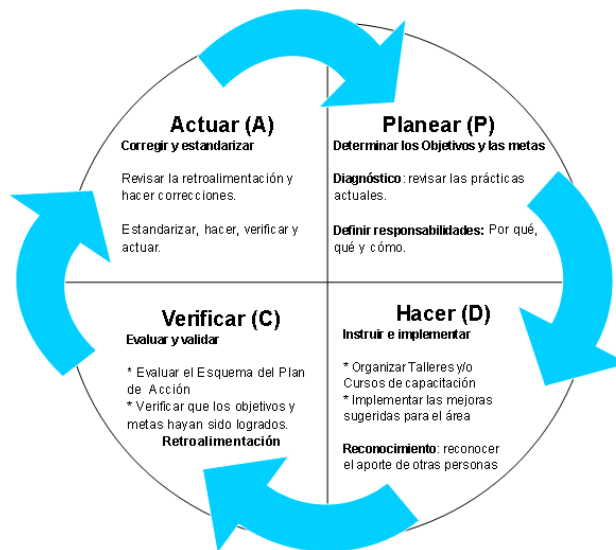 Actuar (A)
Corregir y estandarizar
Revisar la retroalimentación y
hacer correcciones.
Estandarizar, hacer, verificar y
actuar.
Planear (P)
Determinar los Objetivos y las metas
Diagnóstico: revisar las prácticas
actuales.
Definir responsabilidades: Por qué,
qué y cómo.
Verificar (C)
Evaluar y validar
* Evaluar el Esquema del Plan
de Acción
* Verificar que los objetivos y
metas hayan sido logrados.
Retroalimentación
Hacer (D)
Instruir e implementar
* Organizar Talleres y/o
Cursos de capacitación
* Implementar las mejoras
sugeridas para el área
Reconocimiento: reconocer
el aporte de otras personas